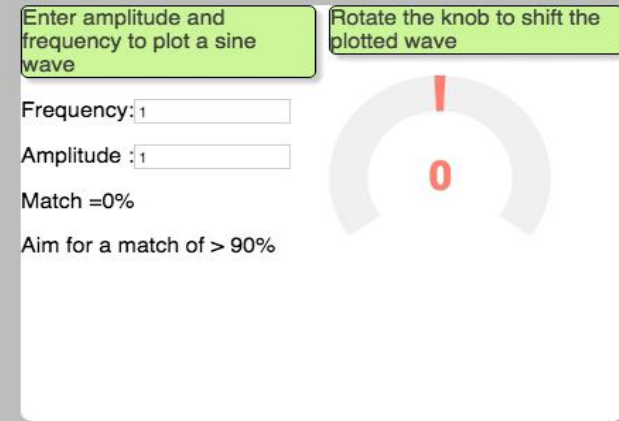 Enter amplitude and
frequency to plot a sine
wave
Rotate the knob to shift the
plotted wave
Frequency: 1
Amplitude : 1
Match =0%
Aim for a match of > 90%
0